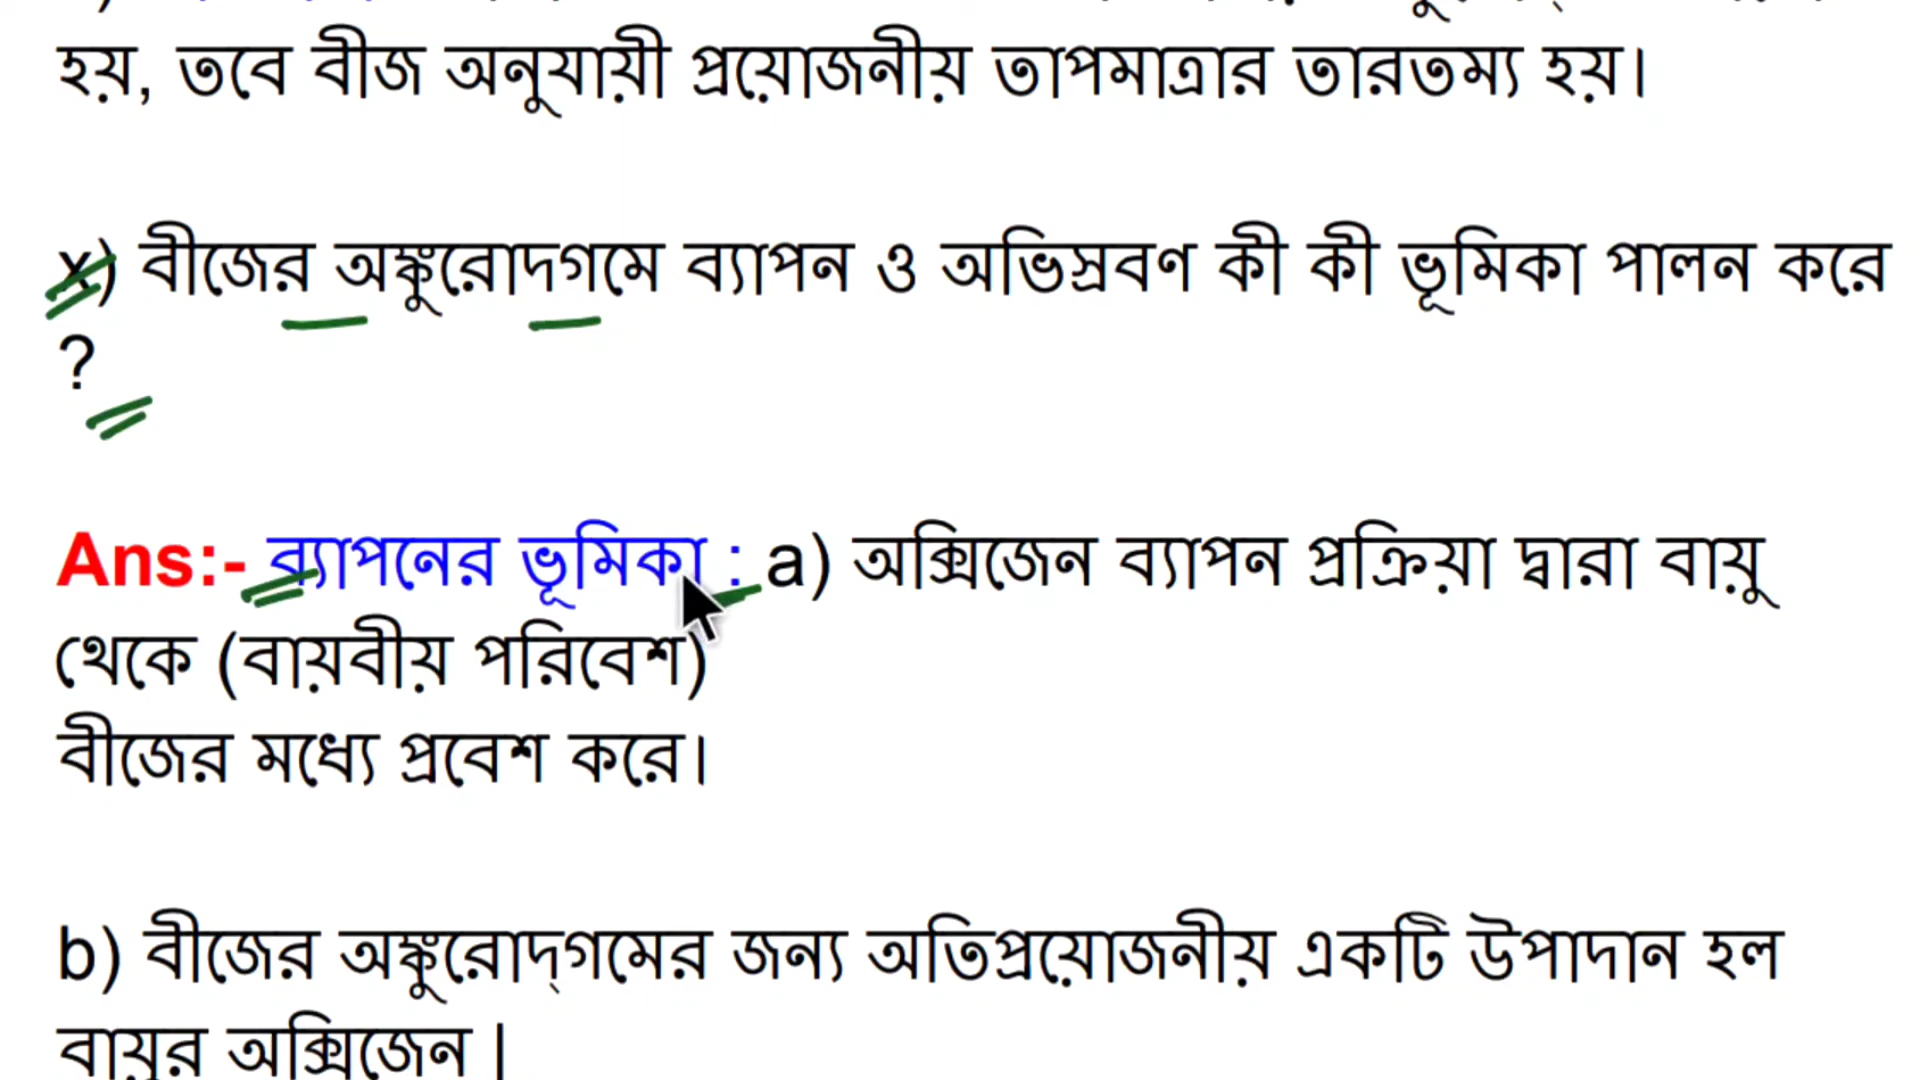 হয়, তবে বীজ অনুযায়ী প্রয়োজনীয় তাপমাত্রার তারতম্য হয়।
x) বীজের অঙ্কুরোদগমে ব্যাপন ও অভিস্রবণ কী কী ভূমিকা পালন করে
?
Ans:- ব্যাপনের ভূমিকা : a) অক্সিজেন ব্যাপন প্রক্রিয়া দ্বারা বায়ু
থেকে (বায়বীয় পরিবেশ)
বীজের মধ্যে প্রবেশ করে।
b) বীজের অঙ্কুরোদ্‌গমের জন্য অতিপ্রয়োজনীয় একটি উপাদান হল
বায়ুর অক্সিজেন |